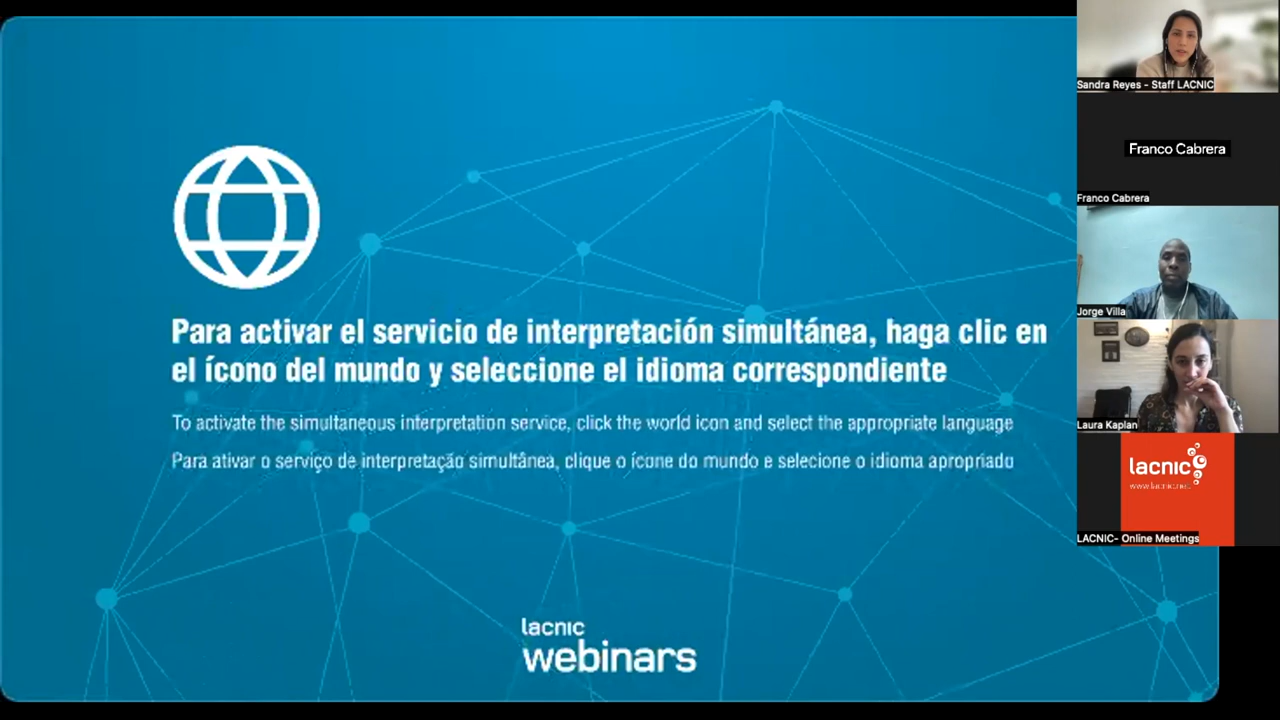 Para activar el servicio de interpretación simultánea, haga clic en
el ícono del mundo y seleccione el idioma correspondiente
To activate the simultaneous interpretation service, click the world icon and select the appropriate language
Para ativar o serviço de interpretação simultânea, clique o ícone do mundo e selecione o idioma apropriado
lacnic
webinars
Sandra Reyes - Staff LACNIC
Franco Cabrera
Franco Cabrera
Jorge Villa
Laura Kaplan
lacnic
www.lacnic.net
LACNIC- Online Meetings